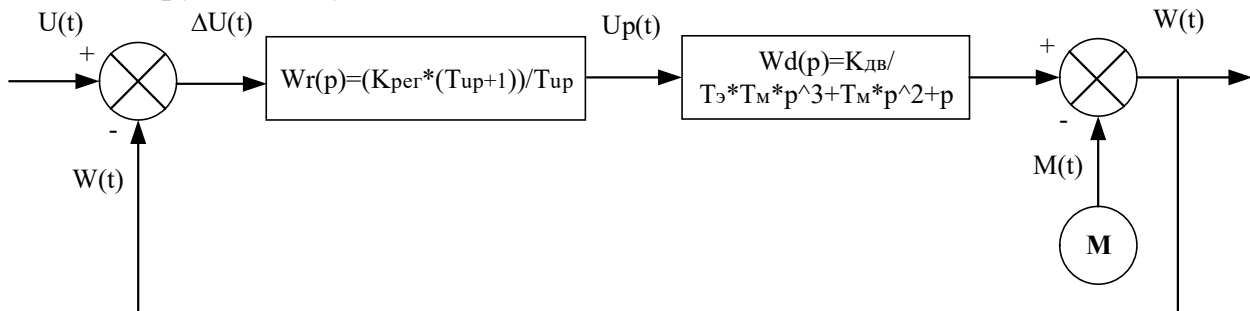 U(t)
+
ΔU(t)
Wr(p)=(Kрег*(Tup+1))/Tup
Up(t)
Wd(p)=Kдв/
Tэ*Tм*p^3+Tм*p^2+p
+
W(t)
-
W(t)
-
M(t)
M